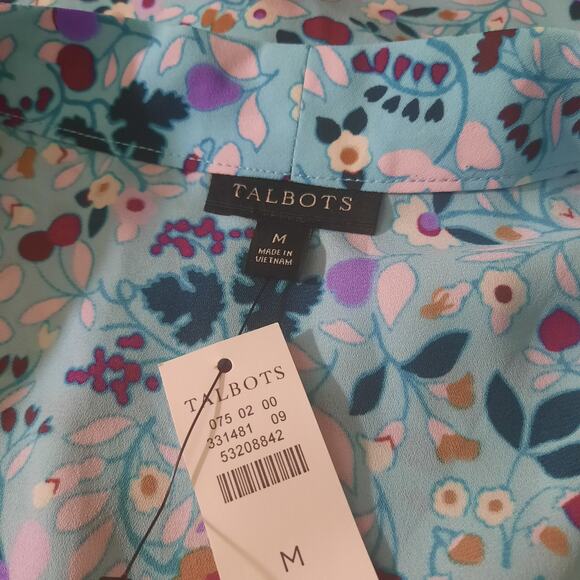 TALBOTS
M
MADE IN
VIETNAM
TALBOTS
075 02 00
331481 09
53208842
M